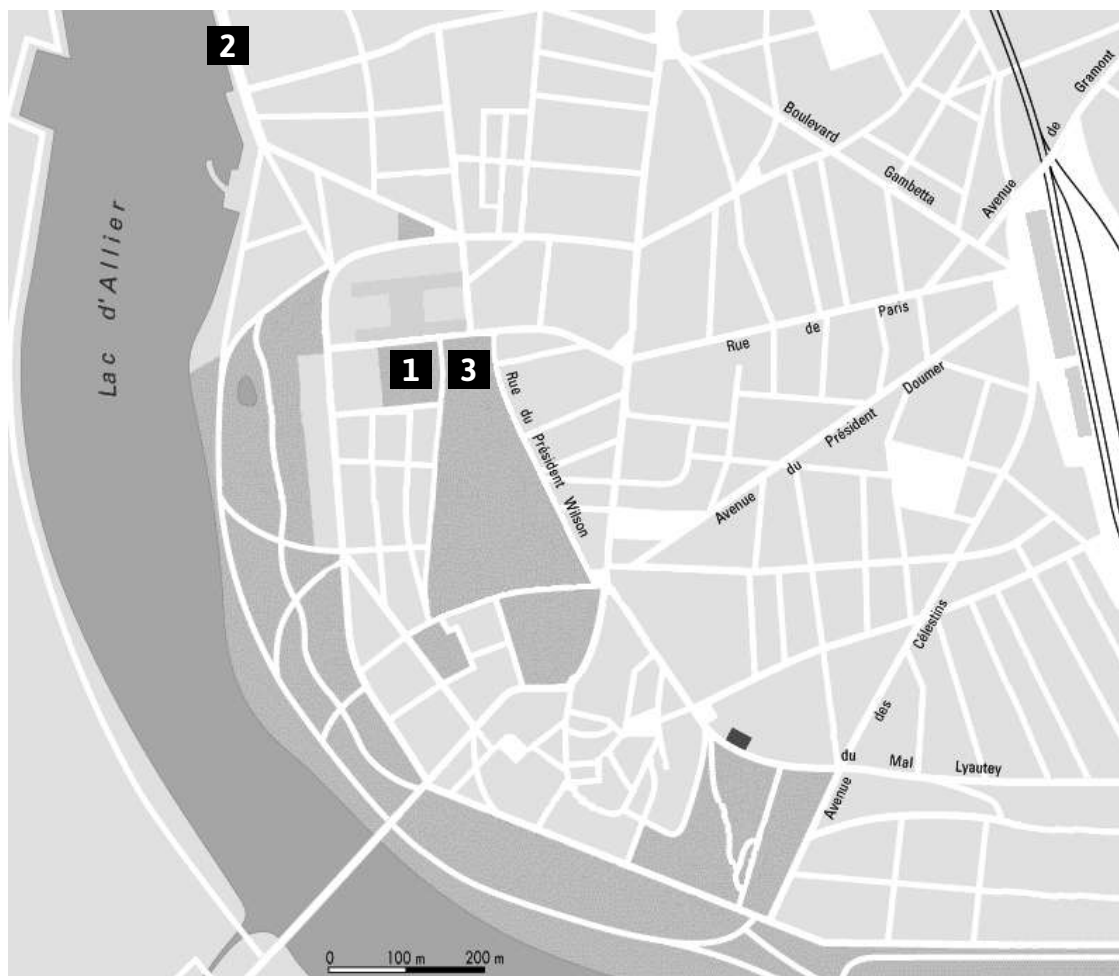 2
Boulevard
Gambetta
Avenue de Gramont
Lac d'Allier
Rue de Paris
1
3
Rue du Président Wilson
Avenue du Président Doumer
Avenue des Célestins
du Mal Lyautey
0 100 m 200 m